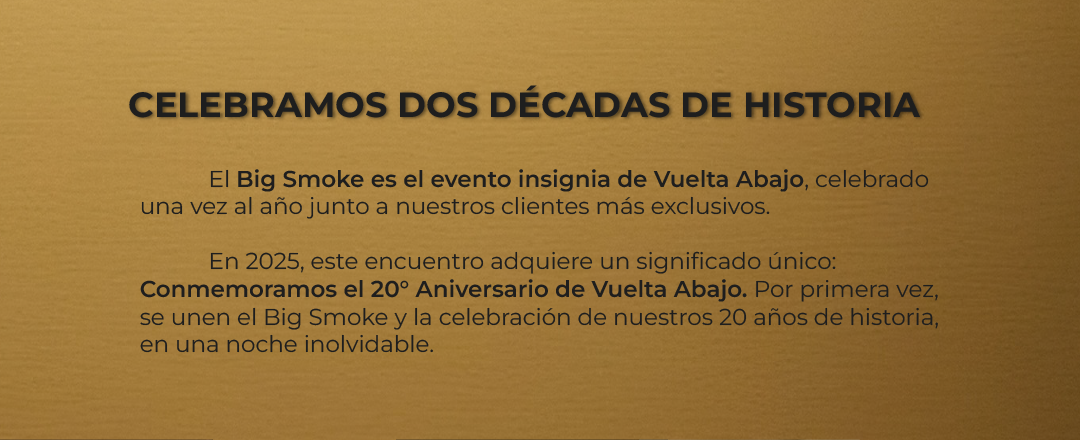 CELEBRAMOS DOS DÉCADAS DE HISTORIA
El Big Smoke es el evento insignia de Vuelta Abajo, celebrado
una vez al año junto a nuestros clientes más exclusivos.
En 2025, este encuentro adquiere un significado único:
Conmemoramos el 20° Aniversario de Vuelta Abajo. Por primera vez,
se unen el Big Smoke y la celebración de nuestros 20 años de historia,
en una noche inolvidable.